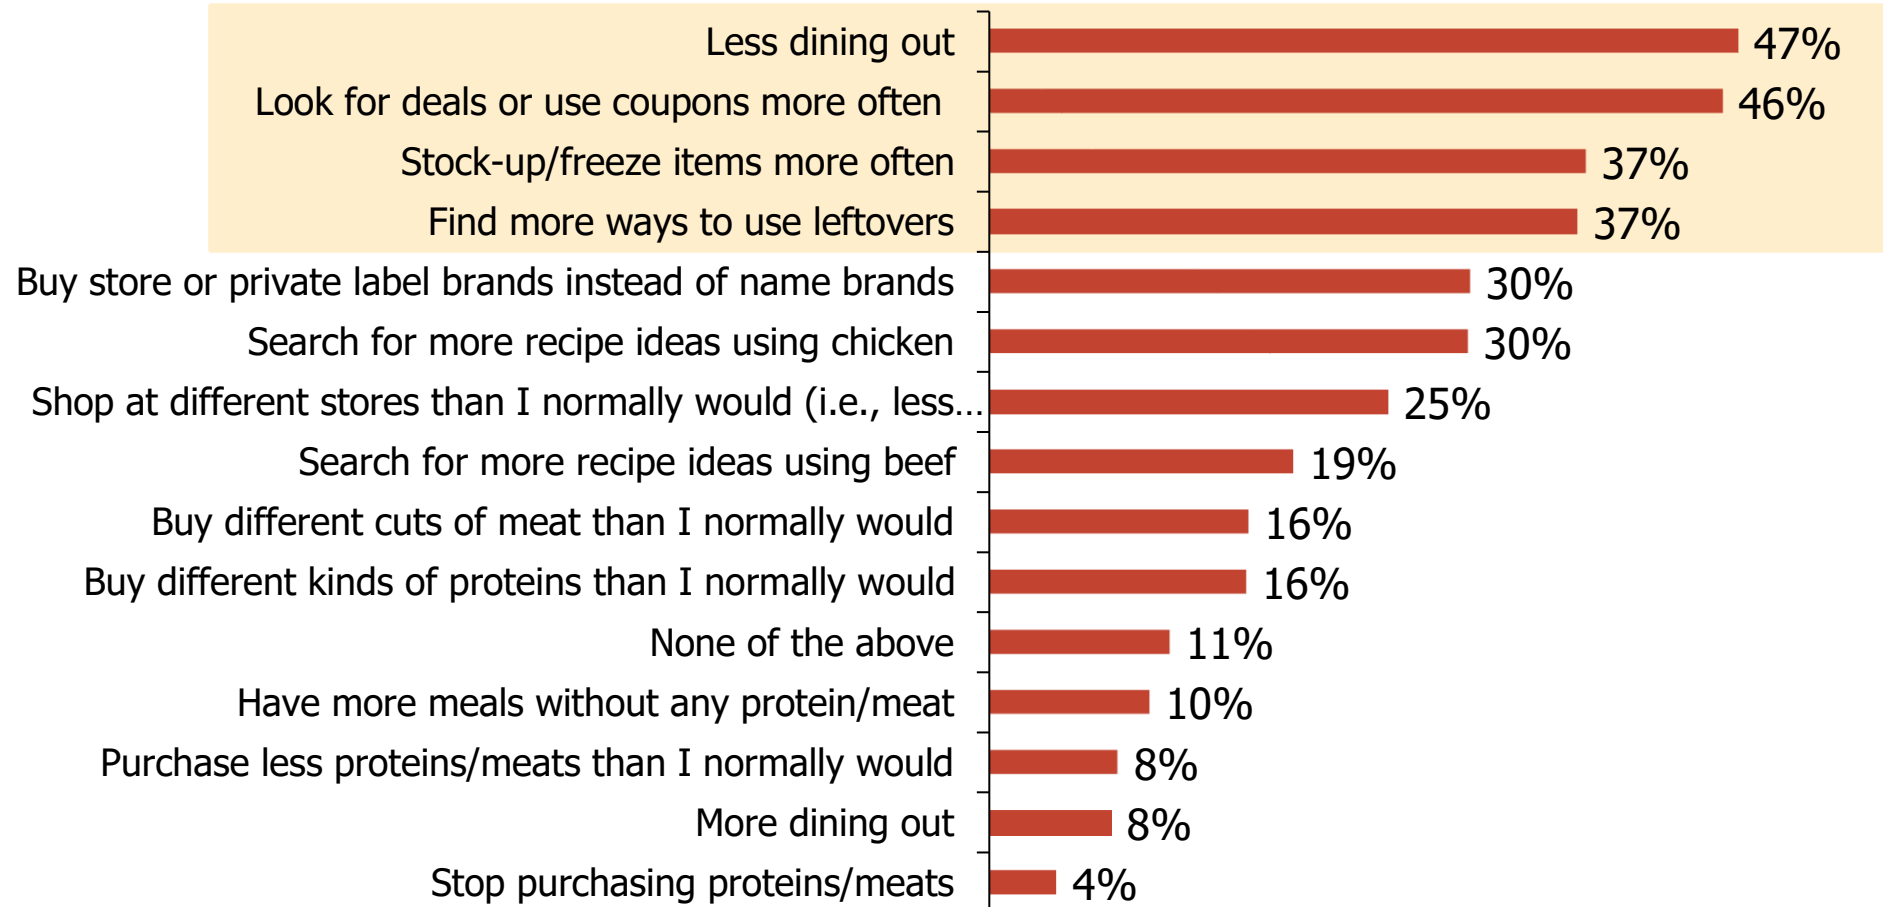 Less dining out 47%
Look for deals or use coupons more often 46%
Stock-up/freeze items more often 37%
Find more ways to use leftovers 37%
Buy store or private label brands instead of name brands 30%
Search for more recipe ideas using chicken 30%
Shop at different stores than I normally would (i.e., less… 25%
Search for more recipe ideas using beef 19%
Buy different cuts of meat than I normally would 16%
Buy different kinds of proteins than I normally would 16%
None of the above 11%
Have more meals without any protein/meat 10%
Purchase less proteins/meats than I normally would 8%
More dining out 8%
Stop purchasing proteins/meats 4%